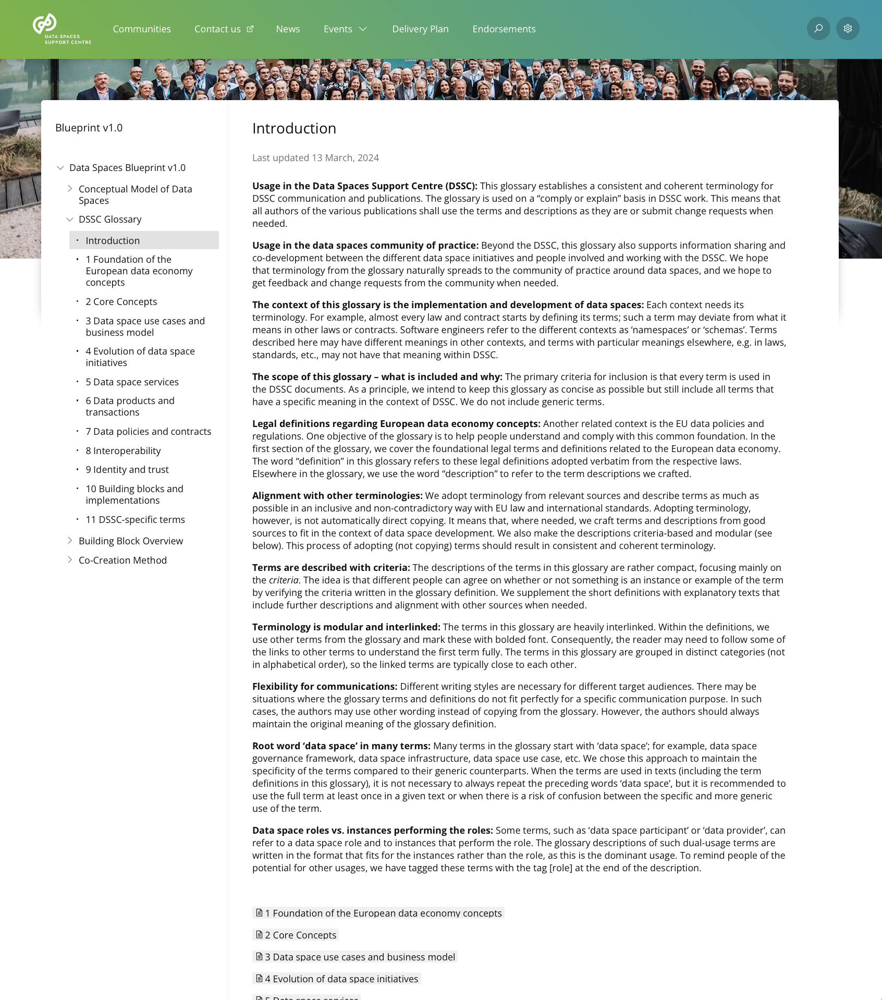 DATA SPACES
SUPPORT CENTRE
Communities
Contact us
News
Events
Delivery Plan
Endorsements
Blueprint v1.0
Data Spaces Blueprint v1.0
Conceptual Model of Data
Spaces
DSSC Glossary
Introduction
1 Foundation of the
European data economy
concepts
2 Core Concepts
3 Data space use cases and
business model
4 Evolution of data space
initiatives
5 Data space services
6 Data products and
transactions
7 Data policies and contracts
8 Interoperability
9 Identity and trust
10 Building blocks and
implementations
11 DSSC-specific terms
Building Block Overview
Co-Creation Method
Introduction
Last updated 13 March, 2024
Usage in the Data Spaces Support Centre (DSSC): This glossary establishes a consistent and coherent terminology for
DSSC communication and publications. The glossary is used on a “comply or explain” basis in DSSC work. This means that
all authors of the various publications shall use the terms and descriptions as they are or submit change requests when
needed.
Usage in the data spaces community of practice: Beyond the DSSC, this glossary also supports information sharing and
co-development between the different data space initiatives and people involved and working with the DSSC. We hope
that terminology from the glossary naturally spreads to the community of practice around data spaces, and we hope to
get feedback and change requests from the community when needed.
The context of this glossary is the implementation and development of data spaces: Each context needs its
terminology. For example, almost every law and contract starts by defining its terms; such a term may deviate from what it
means in other laws or contracts. Software engineers refer to the different contexts as ‘namespaces’ or ‘schemas’. Terms
described here may have different meanings in other contexts, and terms with particular meanings elsewhere, e.g. in laws,
standards, etc., may not have that meaning within DSSC.
The scope of this glossary – what is included and why: The primary criteria for inclusion is that every term is used in
the DSSC documents. As a principle, we intend to keep this glossary as concise as possible but still include all terms that
have a specific meaning in the context of DSSC. We do not include generic terms.
Legal definitions regarding European data economy concepts: Another related context is the EU data policies and
regulations. One objective of the glossary is to help people understand and comply with this common foundation. In the
first section of the glossary, we cover the foundational legal terms and definitions related to the European data economy.
The word “definition” in this glossary refers to these legal definitions adopted verbatim from the respective laws.
Elsewhere in the glossary, we use the word “description” to refer to the term descriptions we crafted.
Alignment with other terminologies: We adopt terminology from relevant sources and describe terms as much as
possible in an inclusive and non-contradictory way with EU law and international standards. Adopting terminology,
however, is not automatically direct copying. It means that, where needed, we craft terms and descriptions from good
sources to fit in the context of data space development. We also make the descriptions criteria-based and modular (see
below). This process of adopting (not copying) terms should result in consistent and coherent terminology.
Terms are described with criteria: The descriptions of the terms in this glossary are rather compact, focusing mainly on
the criteria. The idea is that different people can agree on whether or not something is an instance or example of the term
by verifying the criteria written in the glossary definition. We supplement the short definitions with explanatory texts that
include further descriptions and alignment with other sources when needed.
Terminology is modular and interlinked: The terms in this glossary are heavily interlinked. Within the definitions, we
use other terms from the glossary and mark these with bolded font. Consequently, the reader may need to follow some of
the links to other terms to understand the first term fully. The terms in this glossary are grouped in distinct categories (not
in alphabetical order), so the linked terms are typically close to each other.
Flexibility for communications: Different writing styles are necessary for different target audiences. There may be
situations where the glossary terms and definitions do not fit perfectly for a specific communication purpose. In such
cases, the authors may use other wording instead of copying from the glossary. However, the authors should always
maintain the original meaning of the glossary definition.
Root word ‘data space’ in many terms: Many terms in the glossary start with ‘data space’; for example, data space
governance framework, data space infrastructure, data space use case, etc. We chose this approach to maintain the
specificity of the terms compared to their generic counterparts. When the terms are used in texts (including the term
definitions in this glossary), it is not necessary to always repeat the preceding words ‘data space’, but it is recommended to
use the full term at least once in a given text or when there is a risk of confusion between the specific and more generic
use of the term.
Data space roles vs. instances performing the roles: Some terms, such as ‘data space participant’ or ‘data provider’, can
refer to a data space role and to instances that perform the role. The glossary descriptions of such dual-usage terms are
written in the format that fits for the instances rather than the role, as this is the dominant usage. To remind people of the
potential for other usages, we have tagged these terms with the tag [role] at the end of the description.
1 Foundation of the European data economy concepts
2 Core Concepts
3 Data space use cases and business model
4 Evolution of data space initiatives
5 Data space services